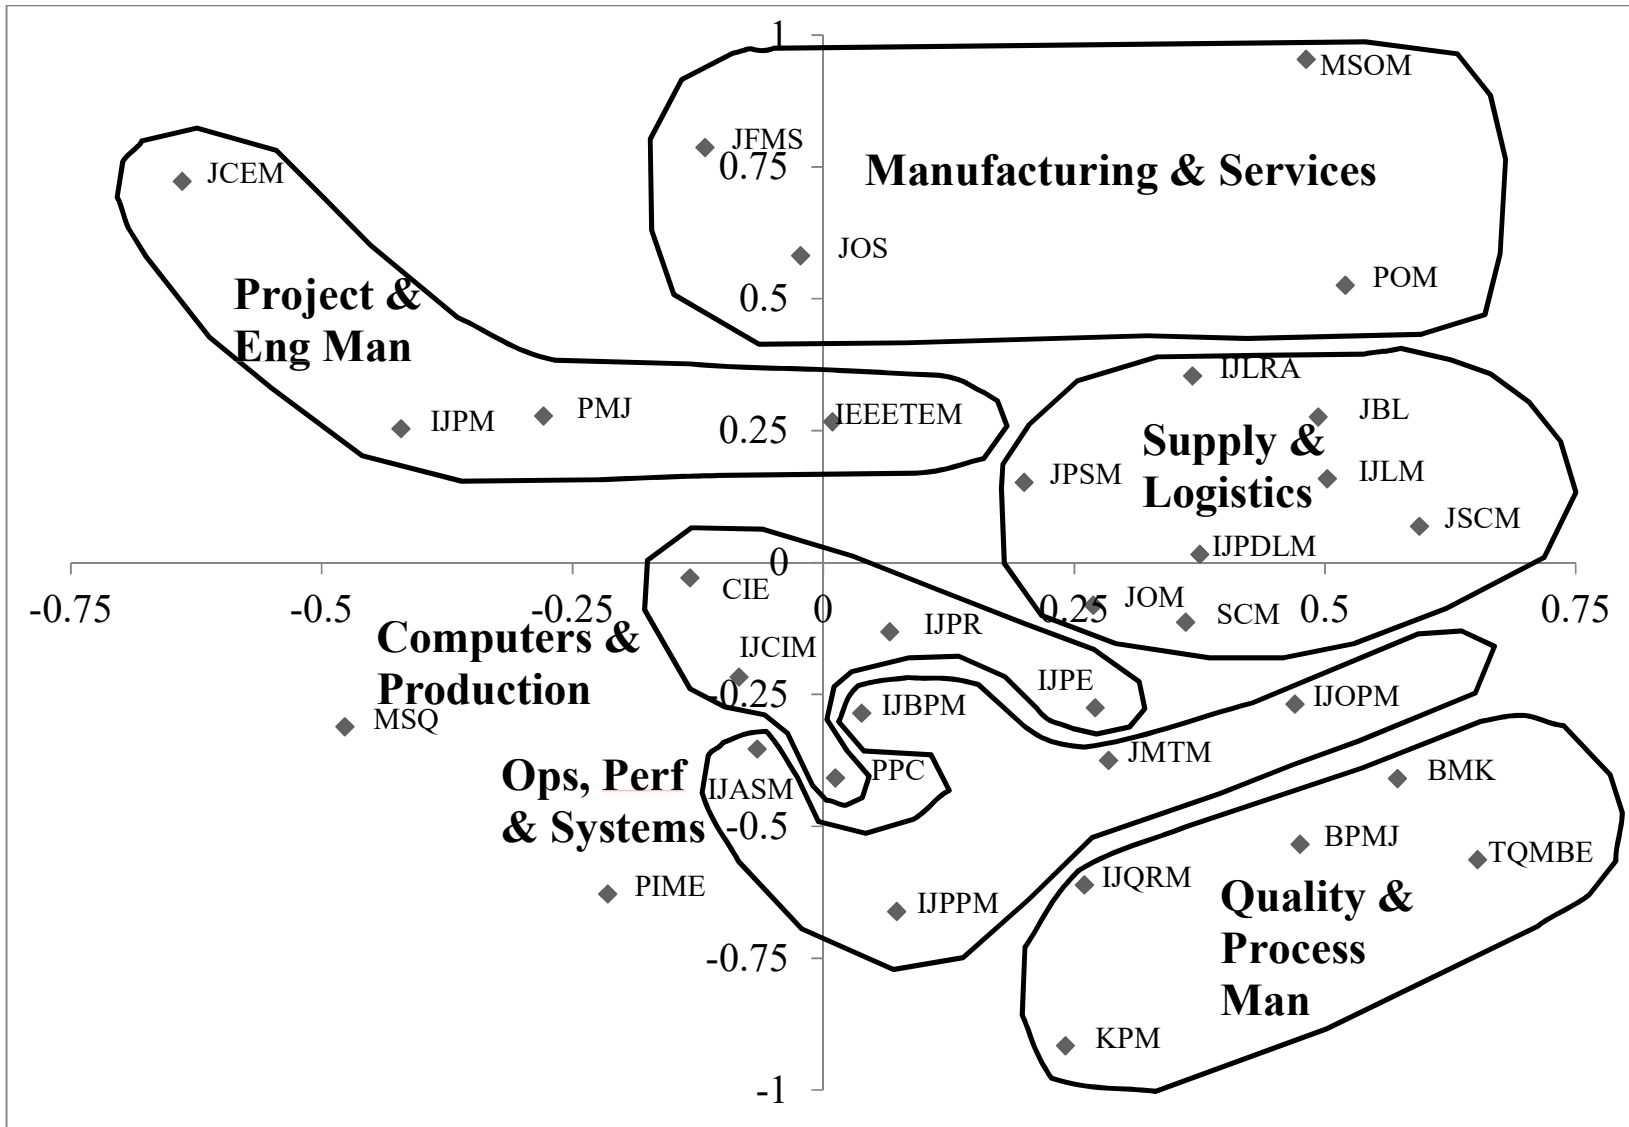 1
MSOM
JFMS
0.75
Manufacturing & Services
JCEM
JOS
POM
0.5
Project &
Eng Man
IJLRA
JBL
PMJ
IEEETEM
IJPM
0.25
Supply &
Logistics
JPSM
IJLM
JSCM
IJPDLM
0
CIE
JOM
SCM
-0.75
-0.5
-0.25
0
0.25
0.5
0.75
IJPR
Computers &
Production
IJCIM
IJPE
-0.25
IJBPM
IJOPM
MSQ
JMTM
Ops, Perf
& Systems
PPC
BMK
IJASM
-0.5
BPMJ
TQMBE
PIME
IJQRM
IJPPM
Quality &
Process
Man
-0.75
KPM
-1